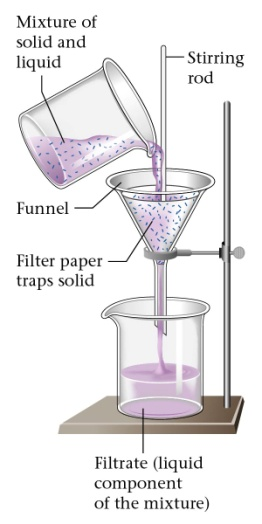 Mixture of
solid and
liquid
Stirring
rod
Funnel
Filter paper
traps solid
Filtrate (liquid
component
of the mixture)